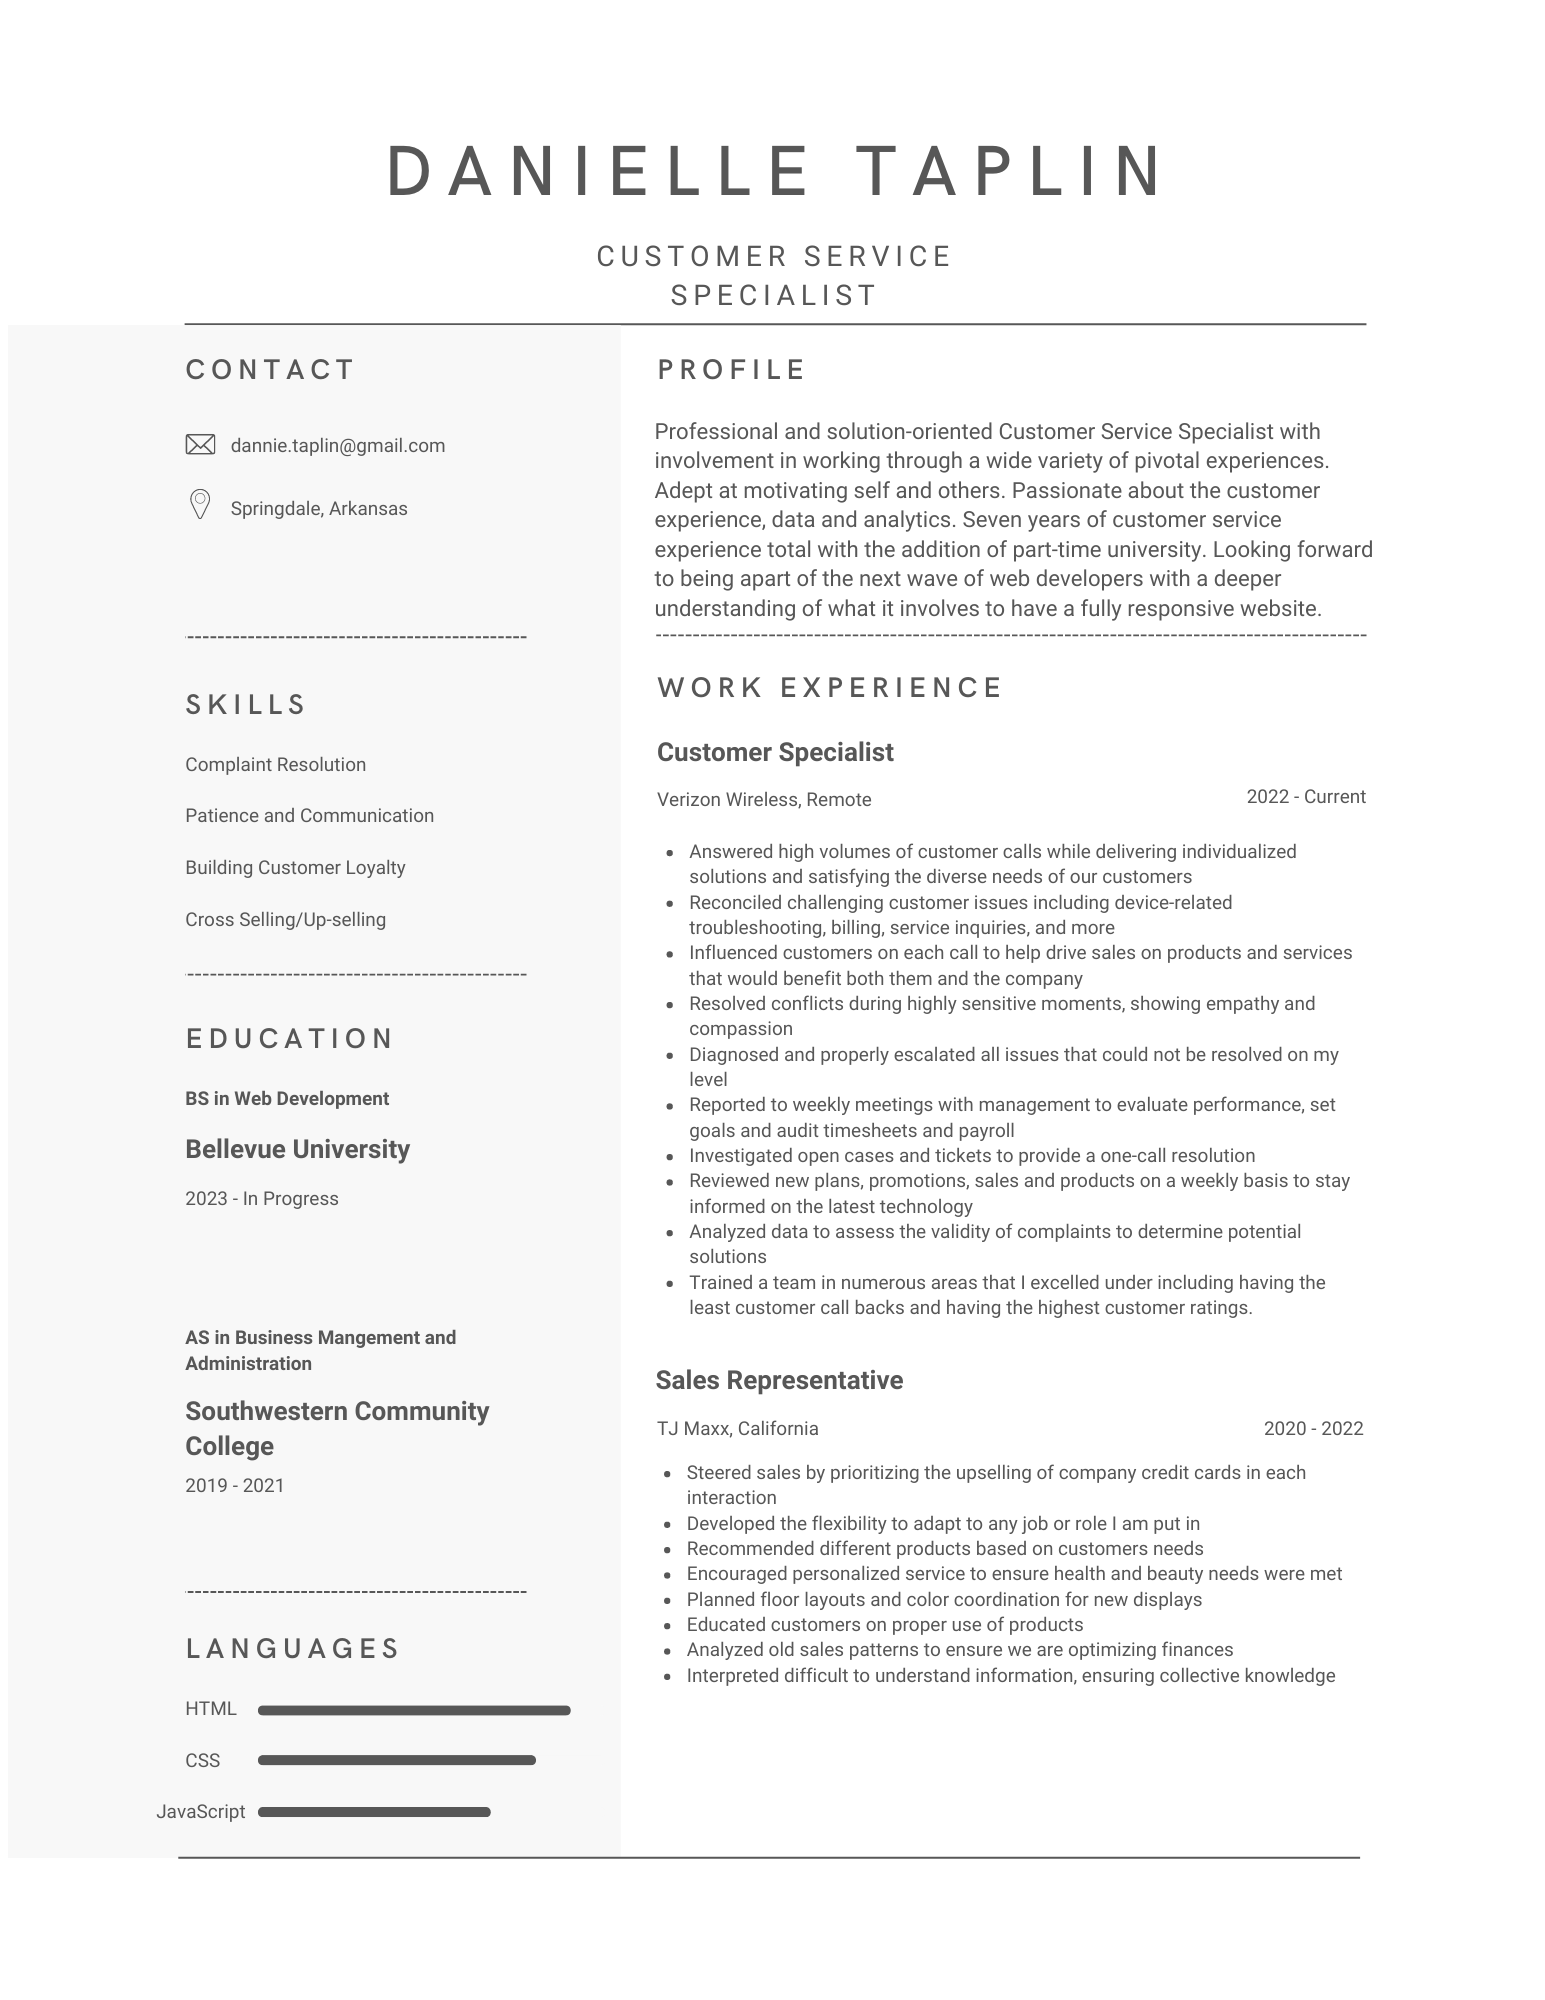 DANIELLE TAPLIN
CUSTOMER SERVICE
SPECIALIST
CONTACT
dannie.taplin@gmail.com
Springdale, Arkansas
SKILLS
Complaint Resolution
Patience and Communication
Building Customer Loyalty
Cross Selling/Up-selling
EDUCATION
BS in Web Development
Bellevue University
2023 - In Progress
AS in Business Mangement and
Administration
Southwestern Community
College
2019 - 2021
LANGUAGES
HTML
CSS
JavaScript
PROFILE
Professional and solution-oriented Customer Service Specialist with
involvement in working through a wide variety of pivotal experiences.
Adept at motivating self and others. Passionate about the customer
experience, data and analytics. Seven years of customer service
experience total with the addition of part-time university. Looking forward
to being apart of the next wave of web developers with a deeper
understanding of what it involves to have a fully responsive website.
WORK EXPERIENCE
Customer Specialist
Verizon Wireless, Remote 2022 - Current
• Answered high volumes of customer calls while delivering individualized
solutions and satisfying the diverse needs of our customers
• Reconciled challenging customer issues including device-related
troubleshooting, billing, service inquiries, and more
• Influenced customers on each call to help drive sales on products and services
that would benefit both them and the company
• Resolved conflicts during highly sensitive moments, showing empathy and
compassion
• Diagnosed and properly escalated all issues that could not be resolved on my
level
• Reported to weekly meetings with management to evaluate performance, set
goals and audit timesheets and payroll
• Investigated open cases and tickets to provide a one-call resolution
• Reviewed new plans, promotions, sales and products on a weekly basis to stay
informed on the latest technology
• Analyzed data to assess the validity of complaints to determine potential
solutions
• Trained a team in numerous areas that I excelled under including having the
least customer call backs and having the highest customer ratings.
Sales Representative
TJ Maxx, California 2020 - 2022
• Steered sales by prioritizing the upselling of company credit cards in each
interaction
• Developed the flexibility to adapt to any job or role I am put in
• Recommended different products based on customers needs
• Encouraged personalized service to ensure health and beauty needs were met
• Planned floor layouts and color coordination for new displays
• Educated customers on proper use of products
• Analyzed old sales patterns to ensure we are optimizing finances
• Interpreted difficult to understand information, ensuring collective knowledge